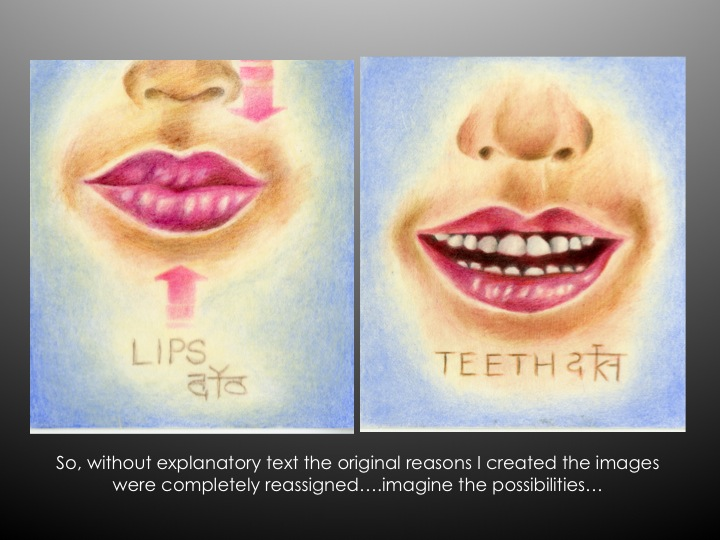 LIPS
TEETH
So, without explanatory text the original reasons I created the images
were completely reassigned….imagine the possibilities…